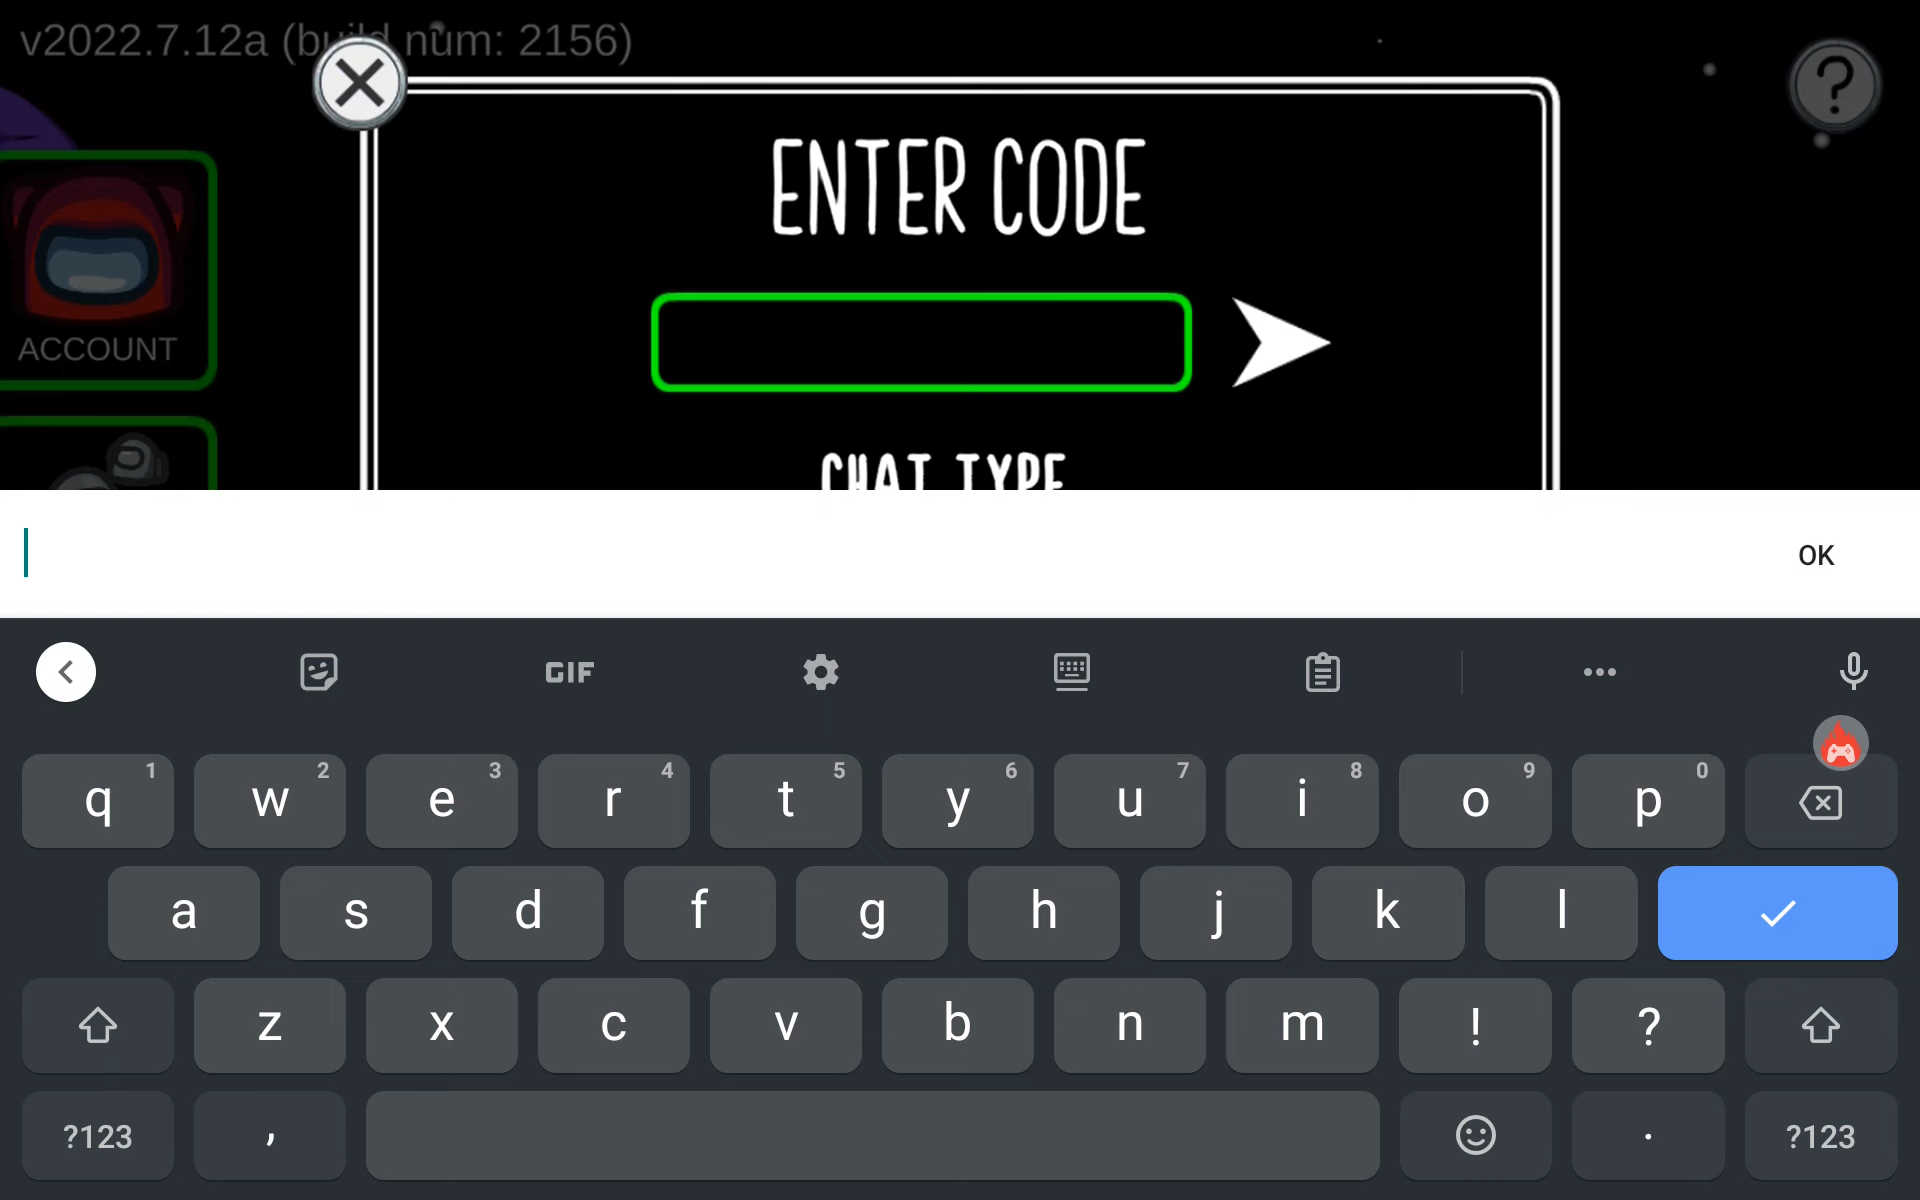 v2022.7.12a (build num: 2156)
ENTER CODE
ACCOUNT
CHAT TYPE
OK
GIF
q 1 w 2 e 3 r 4 t 5 y 6 u 7 i 8 o 9 p 0
a s d f g h j k l
z x c v b n m ! ?
?123 , . ?123